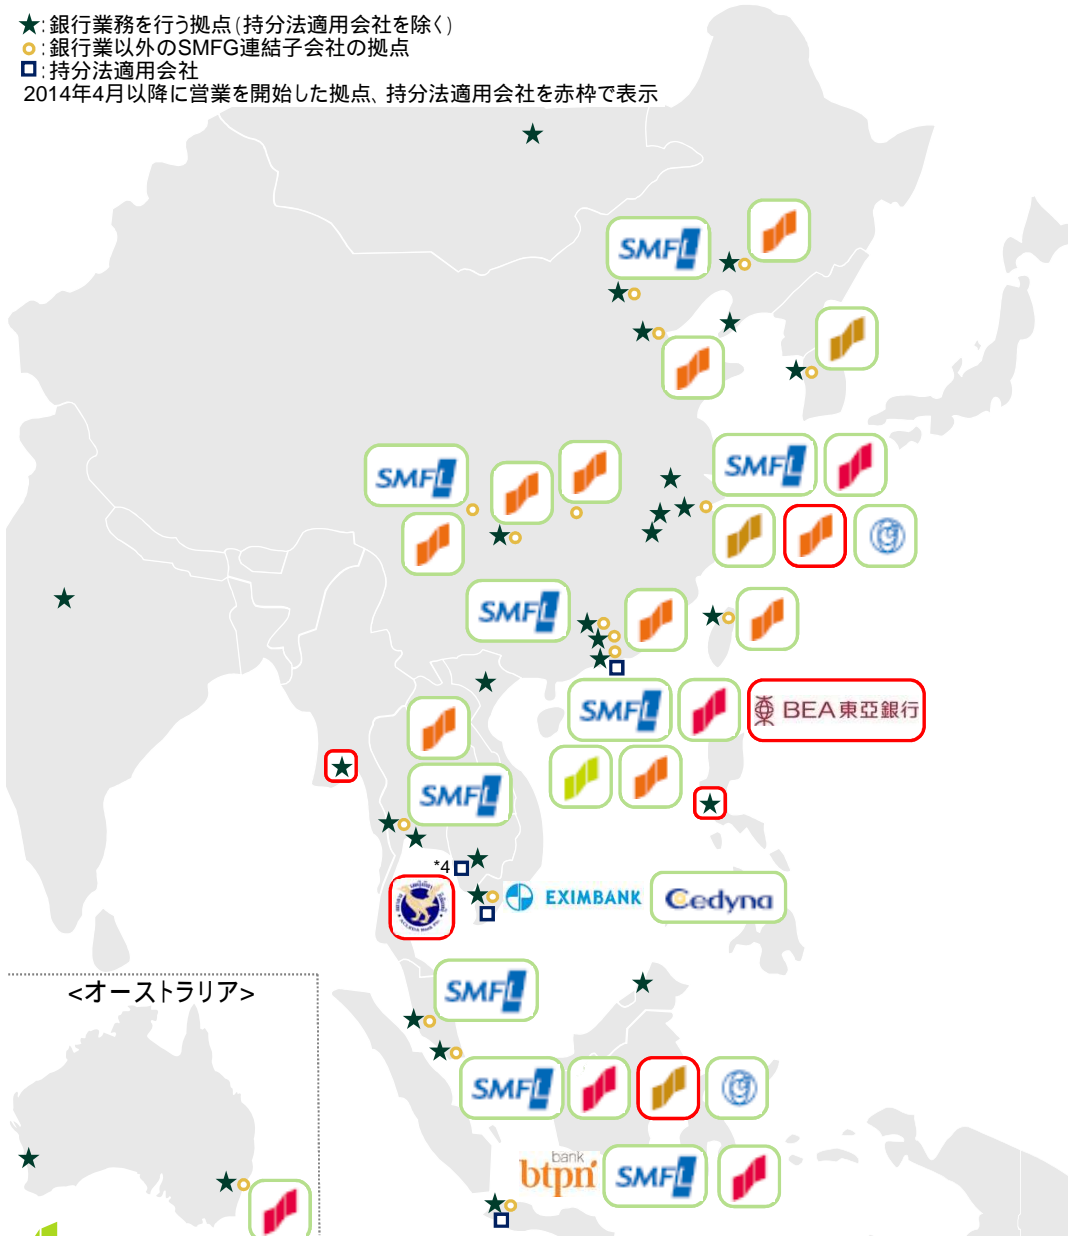 ★:銀行業務を行う拠点(持分法適用会社を除く)
○:銀行業以外のSMFG連結子会社の拠点
□:持分法適用会社
2014年4月以降に営業を開始した拠点、持分法適用会社を赤枠で表示
SMFL
SMFL
SMFL
SMFL
SMFL
BEA東亞銀行
SMFL
*4
EXIMBANK
Cedyna
<オーストラリア>
SMFL
SMFL
bank
btpn
SMFL